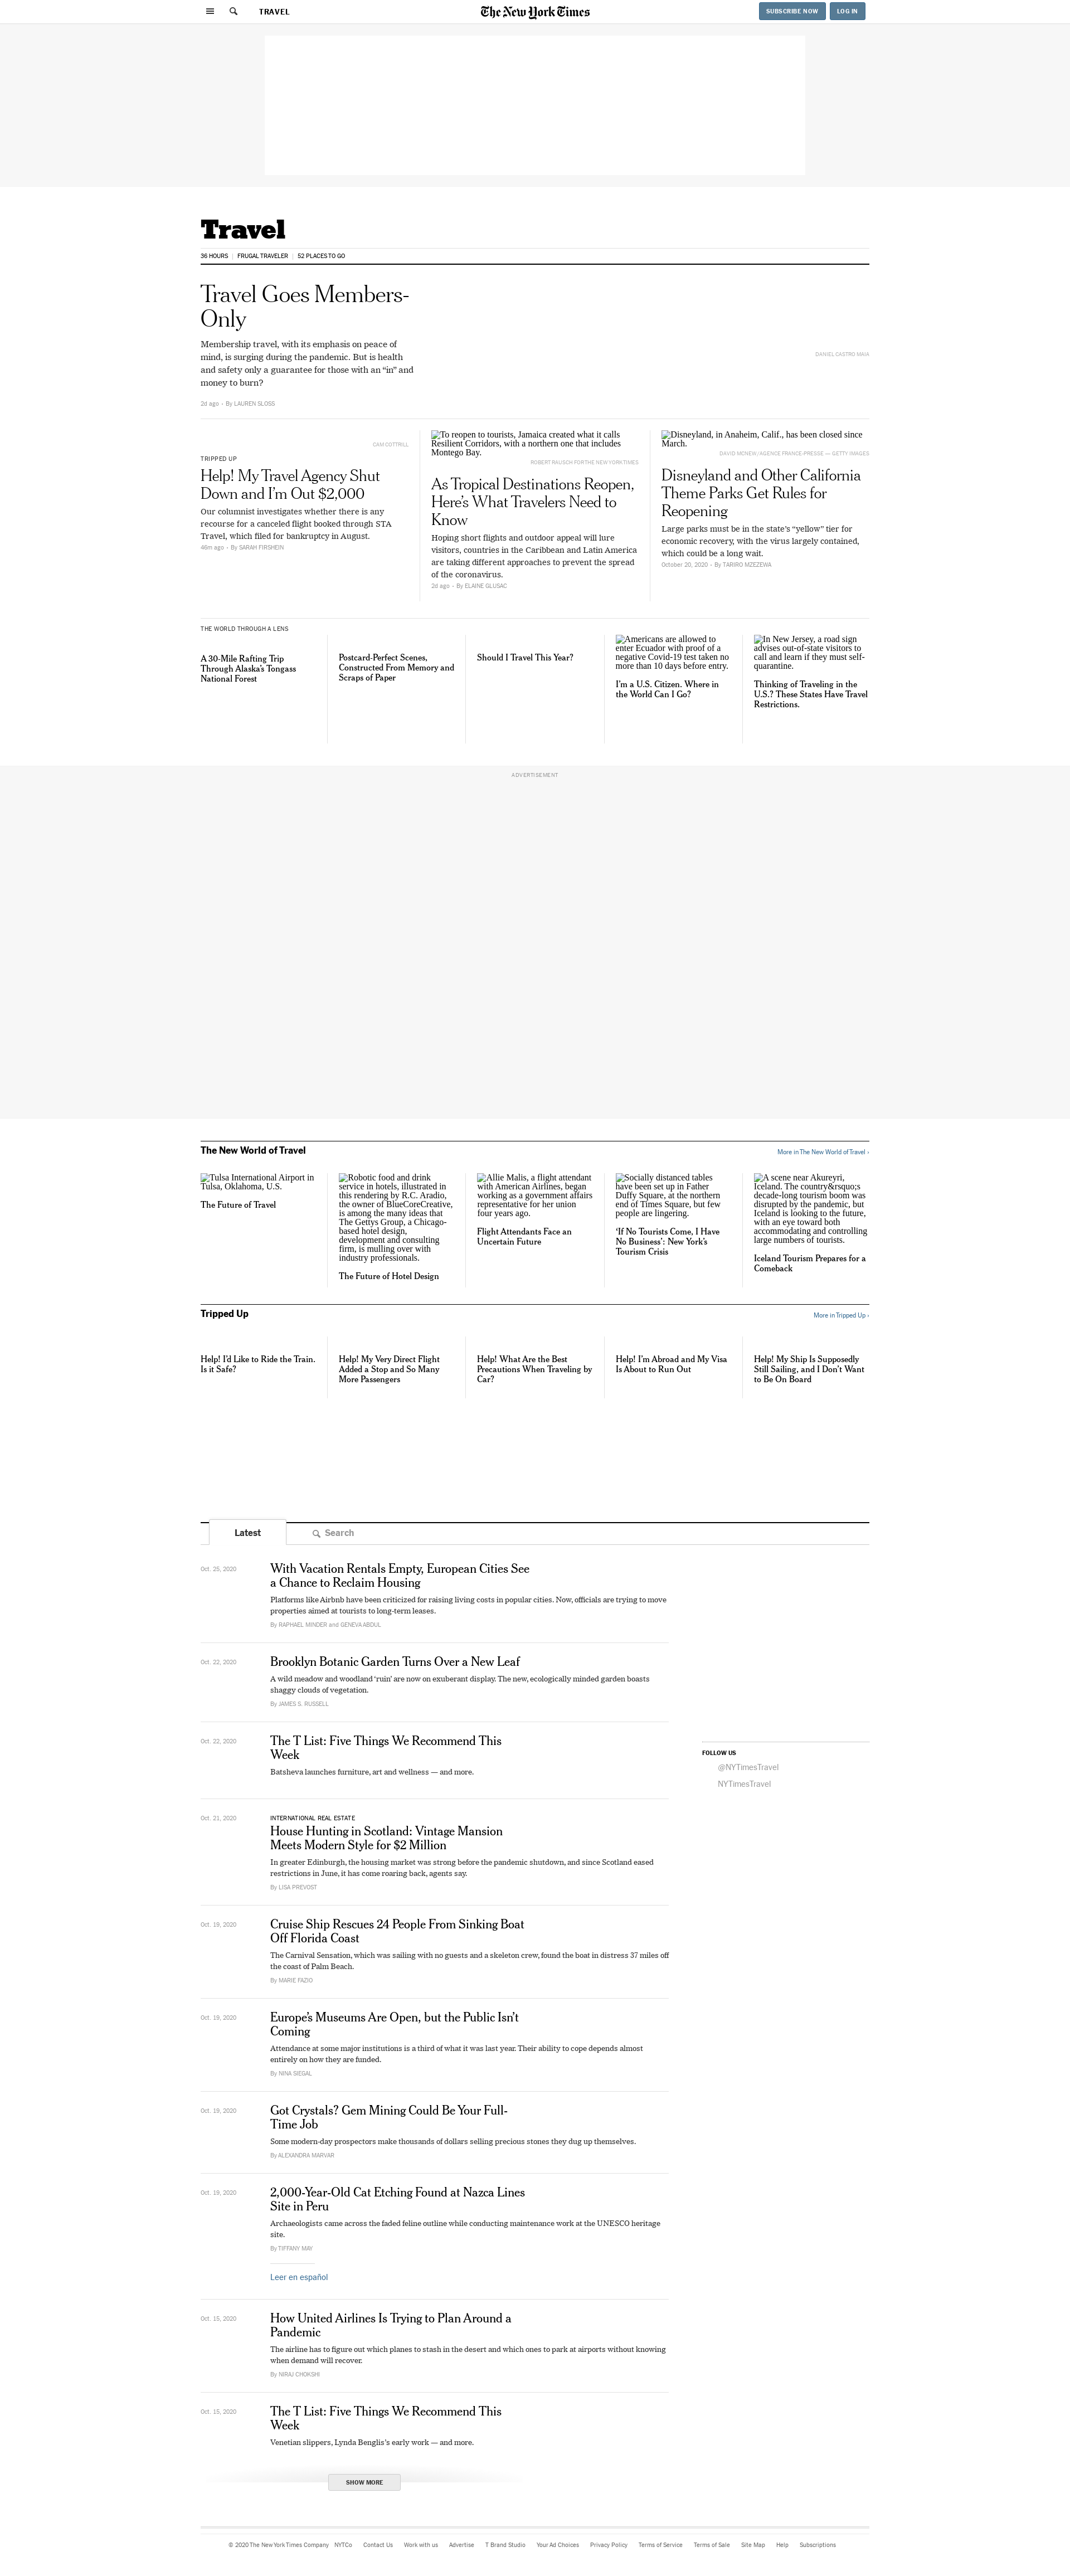 TRAVEL
The New York Times
SUBSCRIBE NOW
LOG IN
Travel
36 HOURS
FRUGAL TRAVELER
52 PLACES TO GO
Travel Goes Members-
Only
Membership travel, with its emphasis on peace of
mind, is surging during the pandemic. But is health
and safety only a guarantee for those with an “in” and
money to burn?
2d ago · By LAUREN SLOSS
DANIEL CASTRO MAIA
CAM COTTRILL
TRIPPED UP
Help! My Travel Agency Shut
Down and I’m Out $2,000
Our columnist investigates whether there is any
recourse for a canceled flight booked through STA
Travel, which filed for bankruptcy in August.
46m ago · By SARAH FIRSHEIN
To reopen to tourists, Jamaica created what it calls
Resilient Corridors, with a northern one that includes
Montego Bay.
ROBERT RAUSCH FOR THE NEW YORK TIMES
As Tropical Destinations Reopen,
Here’s What Travelers Need to
Know
Hoping short flights and outdoor appeal will lure
visitors, countries in the Caribbean and Latin America
are taking different approaches to prevent the spread
of the coronavirus.
2d ago · By ELAINE GLUSAC
Disneyland, in Anaheim, Calif., has been closed since
March.
DAVID MCNEW/AGENCE FRANCE-PRESSE — GETTY IMAGES
Disneyland and Other California
Theme Parks Get Rules for
Reopening
Large parks must be in the state’s “yellow” tier for
economic recovery, with the virus largely contained,
which could be a long wait.
October 20, 2020 · By TARIRO MZEZEWA
THE WORLD THROUGH A LENS
A 30-Mile Rafting Trip
Through Alaska’s Tongass
National Forest
Postcard-Perfect Scenes,
Constructed From Memory and
Scraps of Paper
Should I Travel This Year?
Americans are allowed to
enter Ecuador with proof of a
negative Covid-19 test taken no
more than 10 days before entry.
I’m a U.S. Citizen. Where in
the World Can I Go?
In New Jersey, a road sign
advises out-of-state visitors to
call and learn if they must self-
quarantine.
Thinking of Traveling in the
U.S.? These States Have Travel
Restrictions.
ADVERTISEMENT
The New World of Travel
More in The New World of Travel ›
Tulsa International Airport in
Tulsa, Oklahoma, U.S.
The Future of Travel
Robotic food and drink
service in hotels, illustrated in
this rendering by R.C. Aradio,
the owner of BlueCoreCreative,
is among the many ideas that
The Gettys Group, a Chicago-
based hotel design,
development and consulting
firm, is mulling over with
industry professionals.
The Future of Hotel Design
Allie Malis, a flight attendant
with American Airlines, began
working as a government affairs
representative for her union
four years ago.
Flight Attendants Face an
Uncertain Future
Socially distanced tables
have been set up in Father
Duffy Square, at the northern
end of Times Square, but few
people are lingering.
‘If No Tourists Come, I Have
No Business’: New York’s
Tourism Crisis
A scene near Akureyri,
Iceland. The country&rsquo;s
decade-long tourism boom was
disrupted by the pandemic, but
Iceland is looking to the future,
with an eye toward both
accommodating and controlling
large numbers of tourists.
Iceland Tourism Prepares for a
Comeback
Tripped Up
More in Tripped Up ›
Help! I’d Like to Ride the Train.
Is it Safe?
Help! My Very Direct Flight
Added a Stop and So Many
More Passengers
Help! What Are the Best
Precautions When Traveling by
Car?
Help! I’m Abroad and My Visa
Is About to Run Out
Help! My Ship Is Supposedly
Still Sailing, and I Don’t Want
to Be On Board
Latest
Search
Oct. 25, 2020
With Vacation Rentals Empty, European Cities See
a Chance to Reclaim Housing
Platforms like Airbnb have been criticized for raising living costs in popular cities. Now, officials are trying to move
properties aimed at tourists to long-term leases.
By RAPHAEL MINDER and GENEVA ABDUL
Oct. 22, 2020
Brooklyn Botanic Garden Turns Over a New Leaf
A wild meadow and woodland ‘ruin’ are now on exuberant display. The new, ecologically minded garden boasts
shaggy clouds of vegetation.
By JAMES S. RUSSELL
Oct. 22, 2020
The T List: Five Things We Recommend This
Week
Batsheva launches furniture, art and wellness — and more.
FOLLOW US
@NYTimesTravel
NYTimesTravel
Oct. 21, 2020
INTERNATIONAL REAL ESTATE
House Hunting in Scotland: Vintage Mansion
Meets Modern Style for $2 Million
In greater Edinburgh, the housing market was strong before the pandemic shutdown, and since Scotland eased
restrictions in June, it has come roaring back, agents say.
By LISA PREVOST
Oct. 19, 2020
Cruise Ship Rescues 24 People From Sinking Boat
Off Florida Coast
The Carnival Sensation, which was sailing with no guests and a skeleton crew, found the boat in distress 37 miles off
the coast of Palm Beach.
By MARIE FAZIO
Oct. 19, 2020
Europe’s Museums Are Open, but the Public Isn’t
Coming
Attendance at some major institutions is a third of what it was last year. Their ability to cope depends almost
entirely on how they are funded.
By NINA SIEGAL
Oct. 19, 2020
Got Crystals? Gem Mining Could Be Your Full-
Time Job
Some modern-day prospectors make thousands of dollars selling precious stones they dug up themselves.
By ALEXANDRA MARVAR
Oct. 19, 2020
2,000-Year-Old Cat Etching Found at Nazca Lines
Site in Peru
Archaeologists came across the faded feline outline while conducting maintenance work at the UNESCO heritage
site.
By TIFFANY MAY
Leer en español
Oct. 15, 2020
How United Airlines Is Trying to Plan Around a
Pandemic
The airline has to figure out which planes to stash in the desert and which ones to park at airports without knowing
when demand will recover.
By NIRAJ CHOKSHI
Oct. 15, 2020
The T List: Five Things We Recommend This
Week
Venetian slippers, Lynda Benglis’s early work — and more.
SHOW MORE
© 2020 The New York Times Company NYTCo Contact Us Work with us Advertise T Brand Studio Your Ad Choices Privacy Policy Terms of Service Terms of Sale Site Map Help Subscriptions